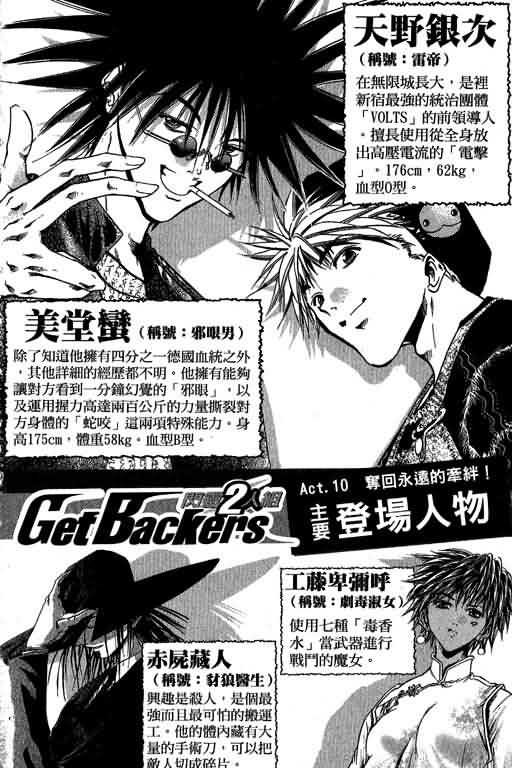 天野銀次
(稱號：雷帝)
在無限城長大，是裡
新宿最強的統治團體
「VOLTS」的前領導人
。擅長使用從全身放
出高壓電流的「電擊
」。176cm，62kg，
血型O型。
美堂蠻(稱號：邪眼男)
除了知道他擁有四分之一德國血統之外
，其他詳細的經歷都不明。他擁有能夠
讓對方看到一分鐘幻覺的「邪眼」，以
及運用握力高達兩百公斤的力量撕裂對
方身體的「蛇咬」這兩項特殊能力。身
高175cm，體重58kg。血型B型。
閃靈2人組
GetBackers
Act.10 奪回永遠的牽絆！
主要登場人物
工藤卑彌呼
(稱號：劇毒淑女)
使用七種「毒香
水」當武器進行
戰鬥的魔女。
赤屍藏人
(稱號：豺狼醫生)
興趣是殺人，是個最
強而且最可怕的搬運
工。他的體內藏有大
量的手術刀，可以把
敵人切成碎片。